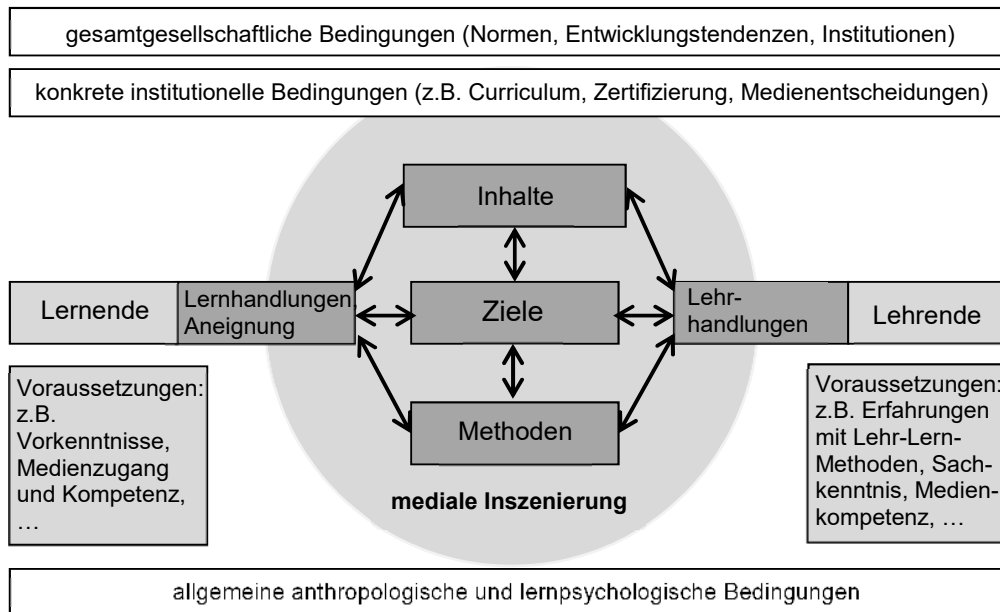 gesamtgesellschaftliche Bedingungen (Normen, Entwicklungstendenzen, Institutionen)
konkrete institutionelle Bedingungen (z.B. Curriculum, Zertifizierung, Medienentscheidungen)
Inhalte
Lernende
Lernhandlungen
Aneignung
Ziele
Lehr-
handlungen
Lehrende
Voraussetzungen:
z.B.
Vorkenntnisse,
Medienzugang
und Kompetenz,
…
Methoden
mediale Inszenierung
Voraussetzungen:
z.B. Erfahrungen
mit Lehr-Lern-
Methoden, Sach-
kenntnis, Medien-
kompetenz, …
allgemeine anthropologische und lernpsychologische Bedingungen